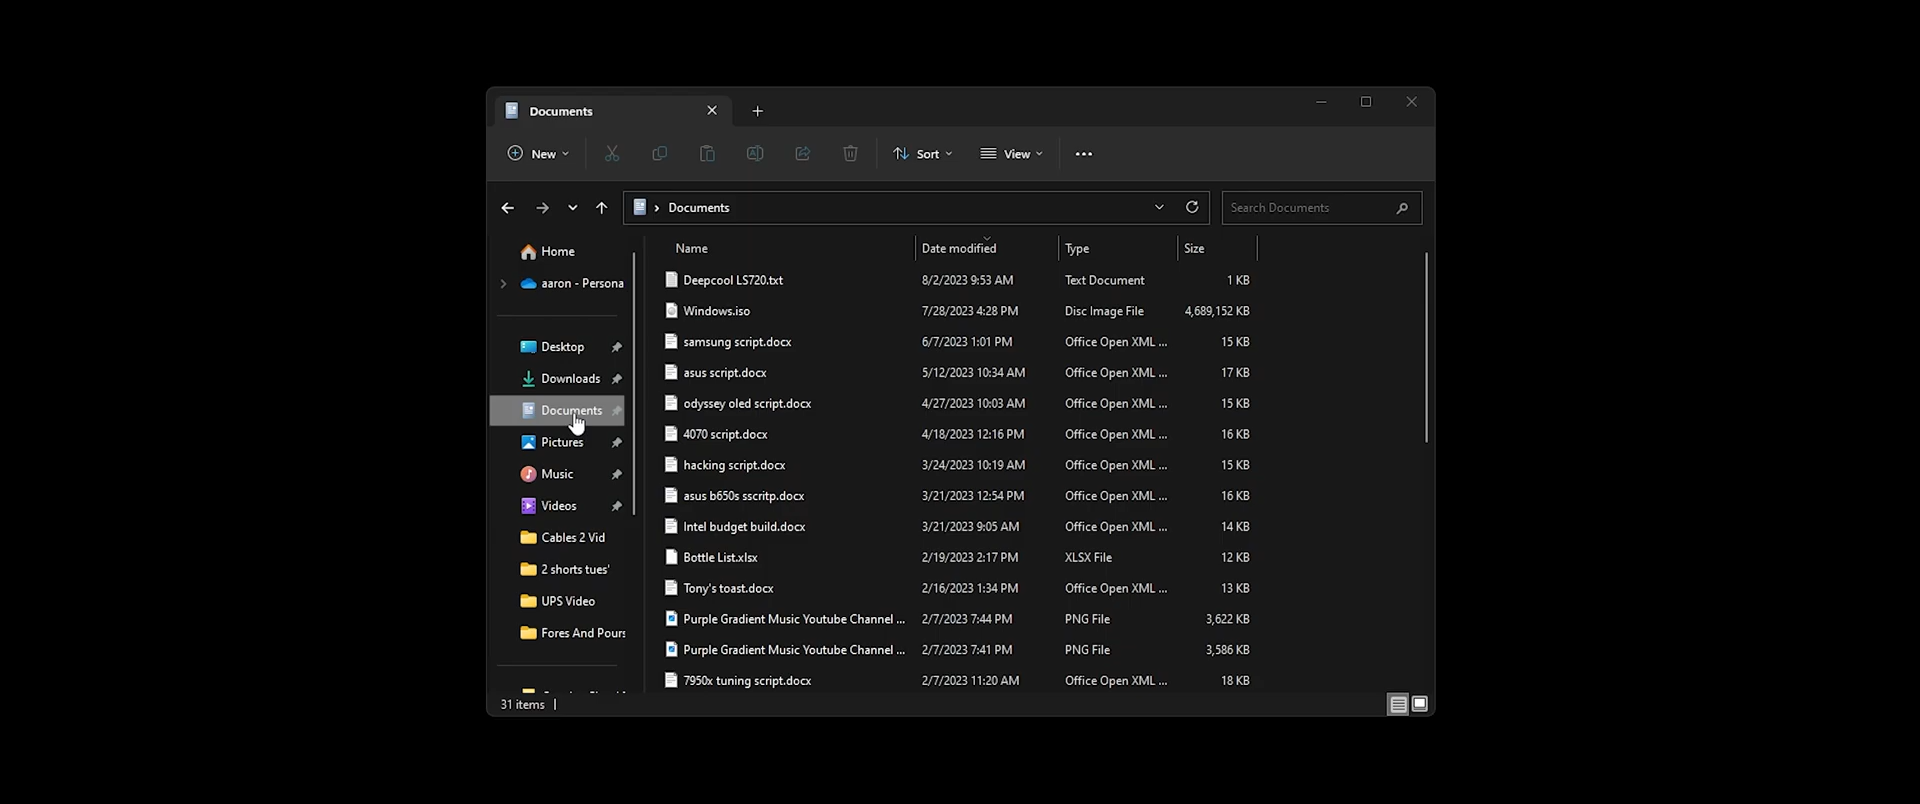 Documents
New Sort View
Documents Search Documents
Home
aaron - Persona
Desktop
Downloads
Documents
Pictures
Music
Videos
Cables 2 Vid
2 shorts tues'
UPS Video
Fores And Pours
Name Date modified Type Size
Deepcool LS720.txt 8/2/2023 9:53 AM Text Document 1 KB
Windows.iso 7/28/2023 4:28 PM Disc Image File 4,689,152 KB
samsung script.docx 6/7/2023 1:01 PM Office Open XML ... 15 KB
asus script.docx 5/12/2023 10:34 AM Office Open XML ... 17 KB
odyssey oled script.docx 4/27/2023 10:03 AM Office Open XML ... 15 KB
4070 script.docx 4/18/2023 12:16 PM Office Open XML ... 16 KB
hacking script.docx 3/24/2023 10:19 AM Office Open XML ... 15 KB
asus b650s sscritp.docx 3/21/2023 12:54 PM Office Open XML ... 16 KB
Intel budget build.docx 3/21/2023 9:05 AM Office Open XML ... 14 KB
Bottle List.xlsx 2/19/2023 2:17 PM XLSX File 12 KB
Tony's toast.docx 2/16/2023 1:34 PM Office Open XML ... 13 KB
Purple Gradient Music Youtube Channel ... 2/7/2023 7:44 PM PNG File 3,622 KB
Purple Gradient Music Youtube Channel ... 2/7/2023 7:41 PM PNG File 3,586 KB
7950x tuning script.docx 2/7/2023 11:20 AM Office Open XML ... 18 KB
31 items